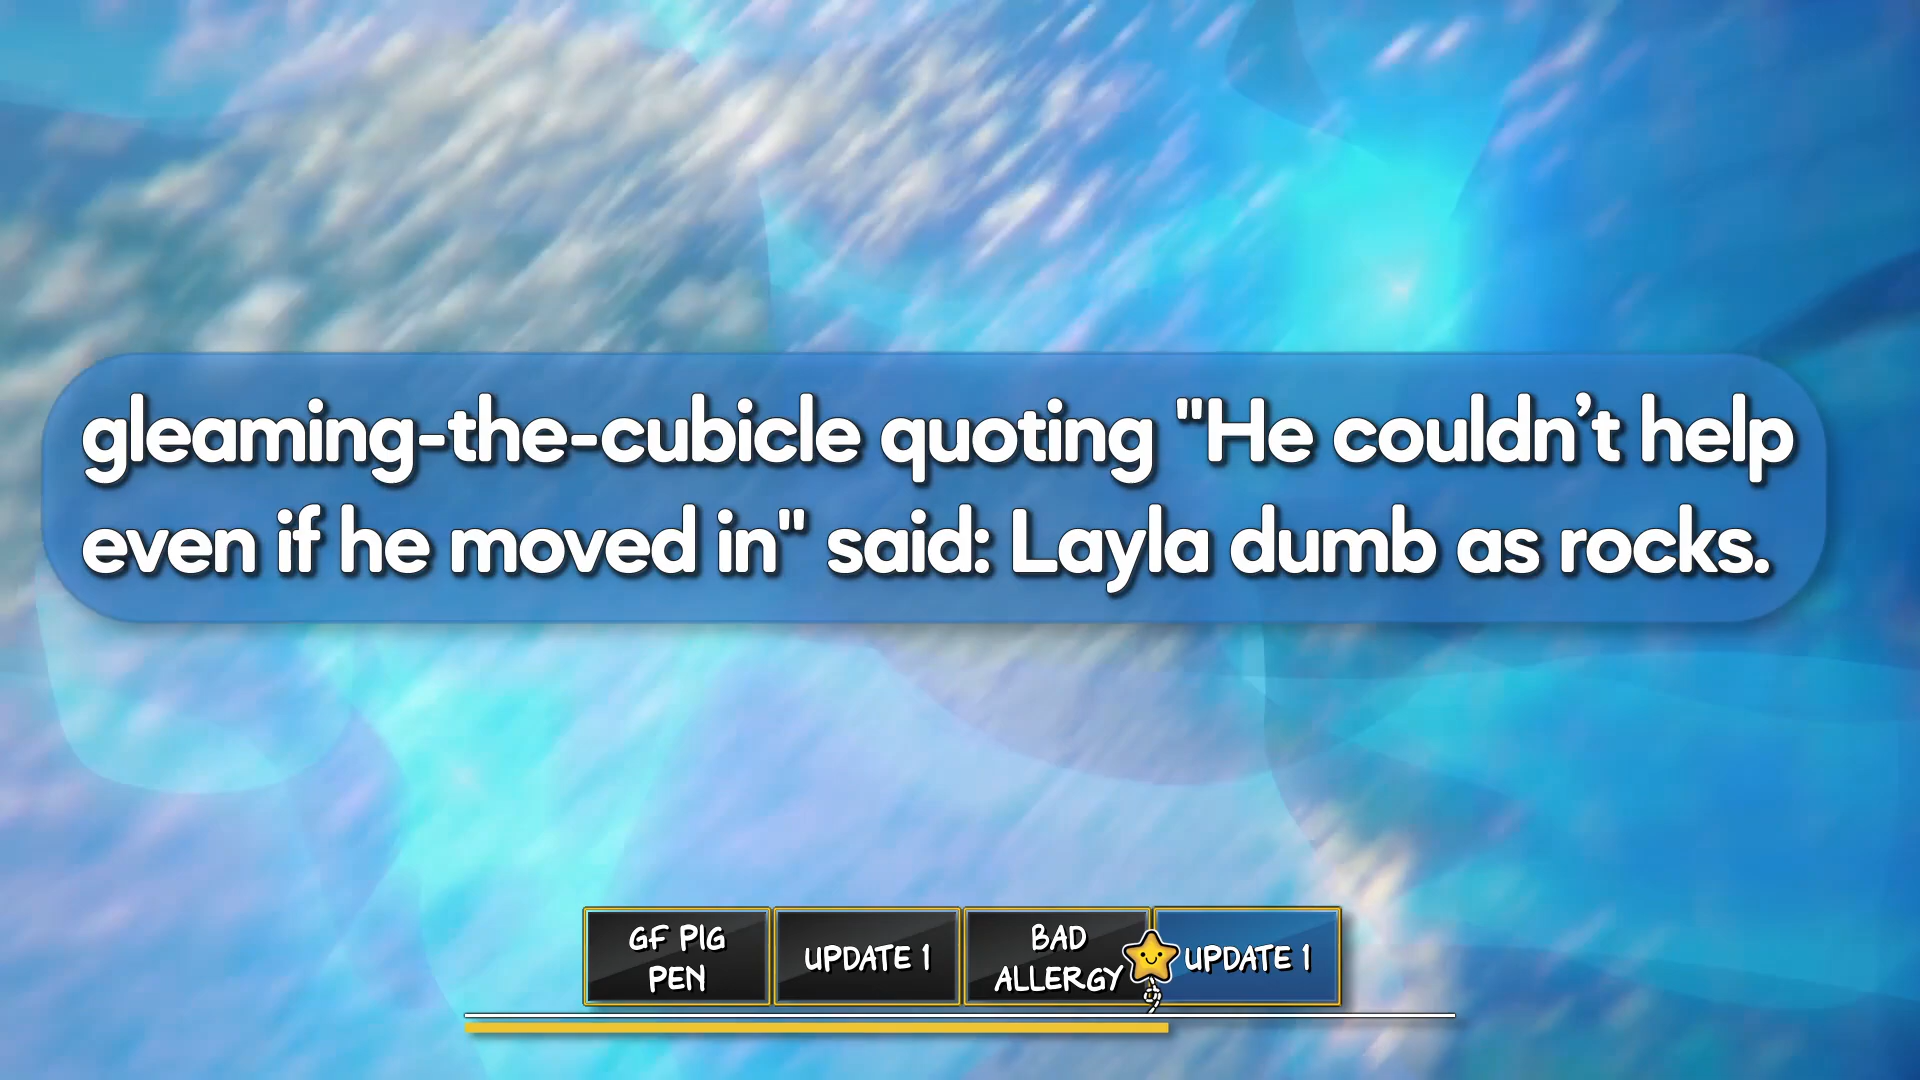 gleaming-the-cubicle quoting "He couldn’t help
even if he moved in" said: Layla dumb as rocks.
GF PIG
PEN
UPDATE 1
BAD
ALLERGY
UPDATE 1